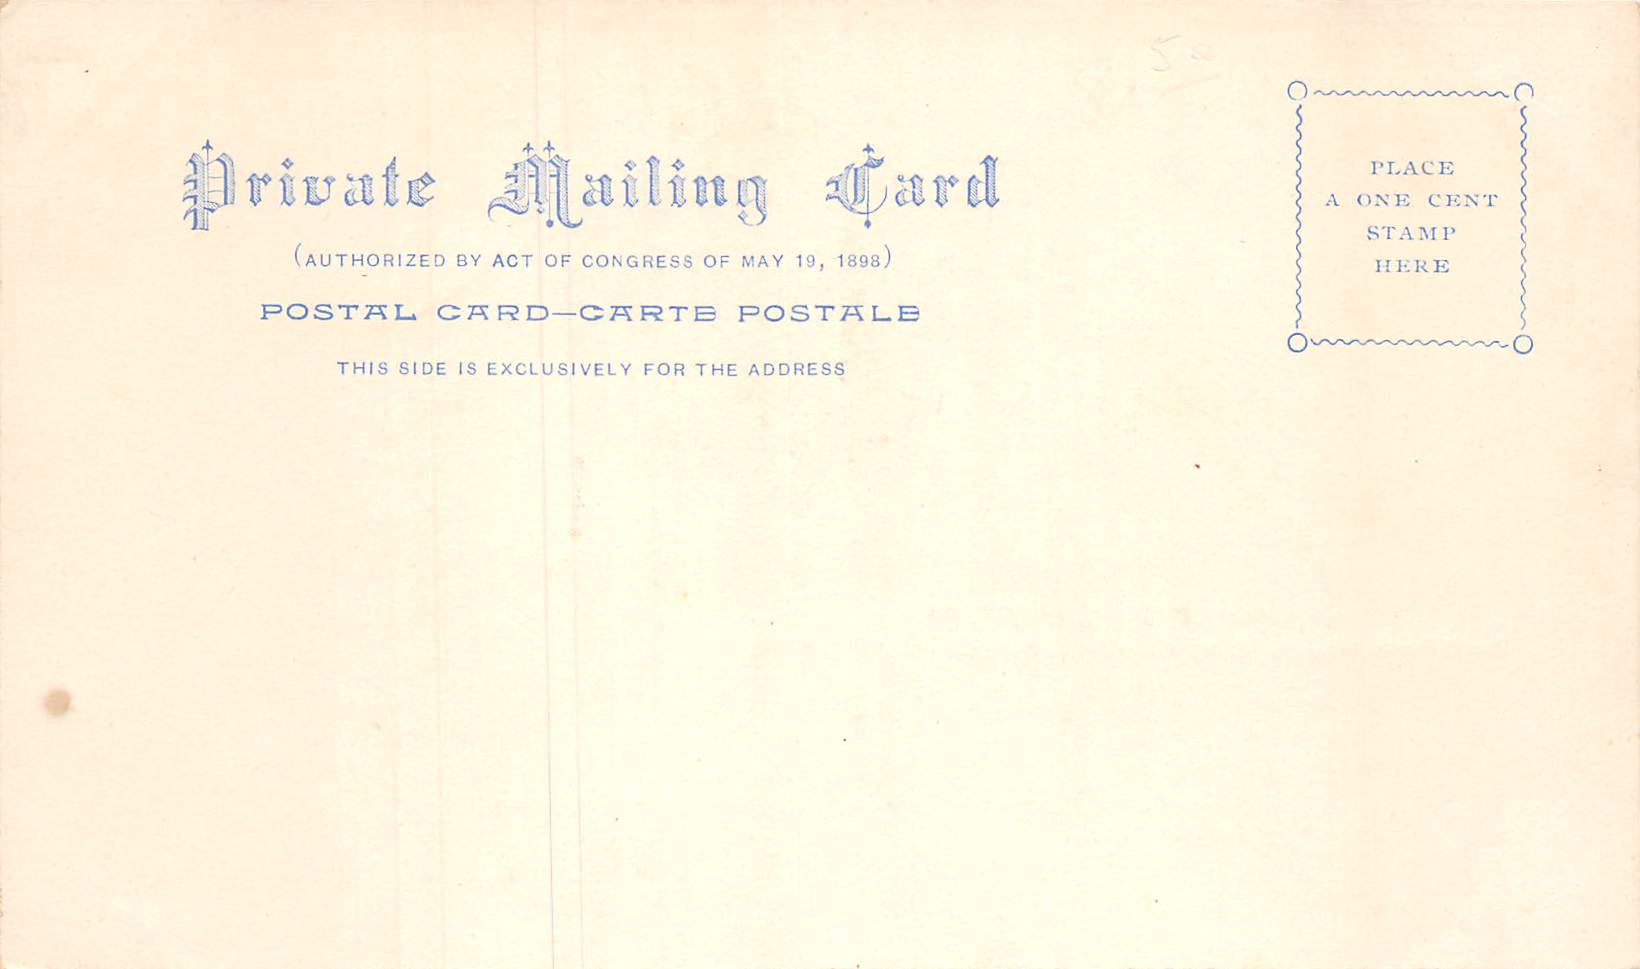 Private Mailing Card
(AUTHORIZED BY ACT OF CONGRESS OF MAY 19, 1898)
POSTAL CARD—CARTE POSTALE
THIS SIDE IS EXCLUSIVELY FOR THE ADDRESS
PLACE
A ONE CENT
STAMP
HERE